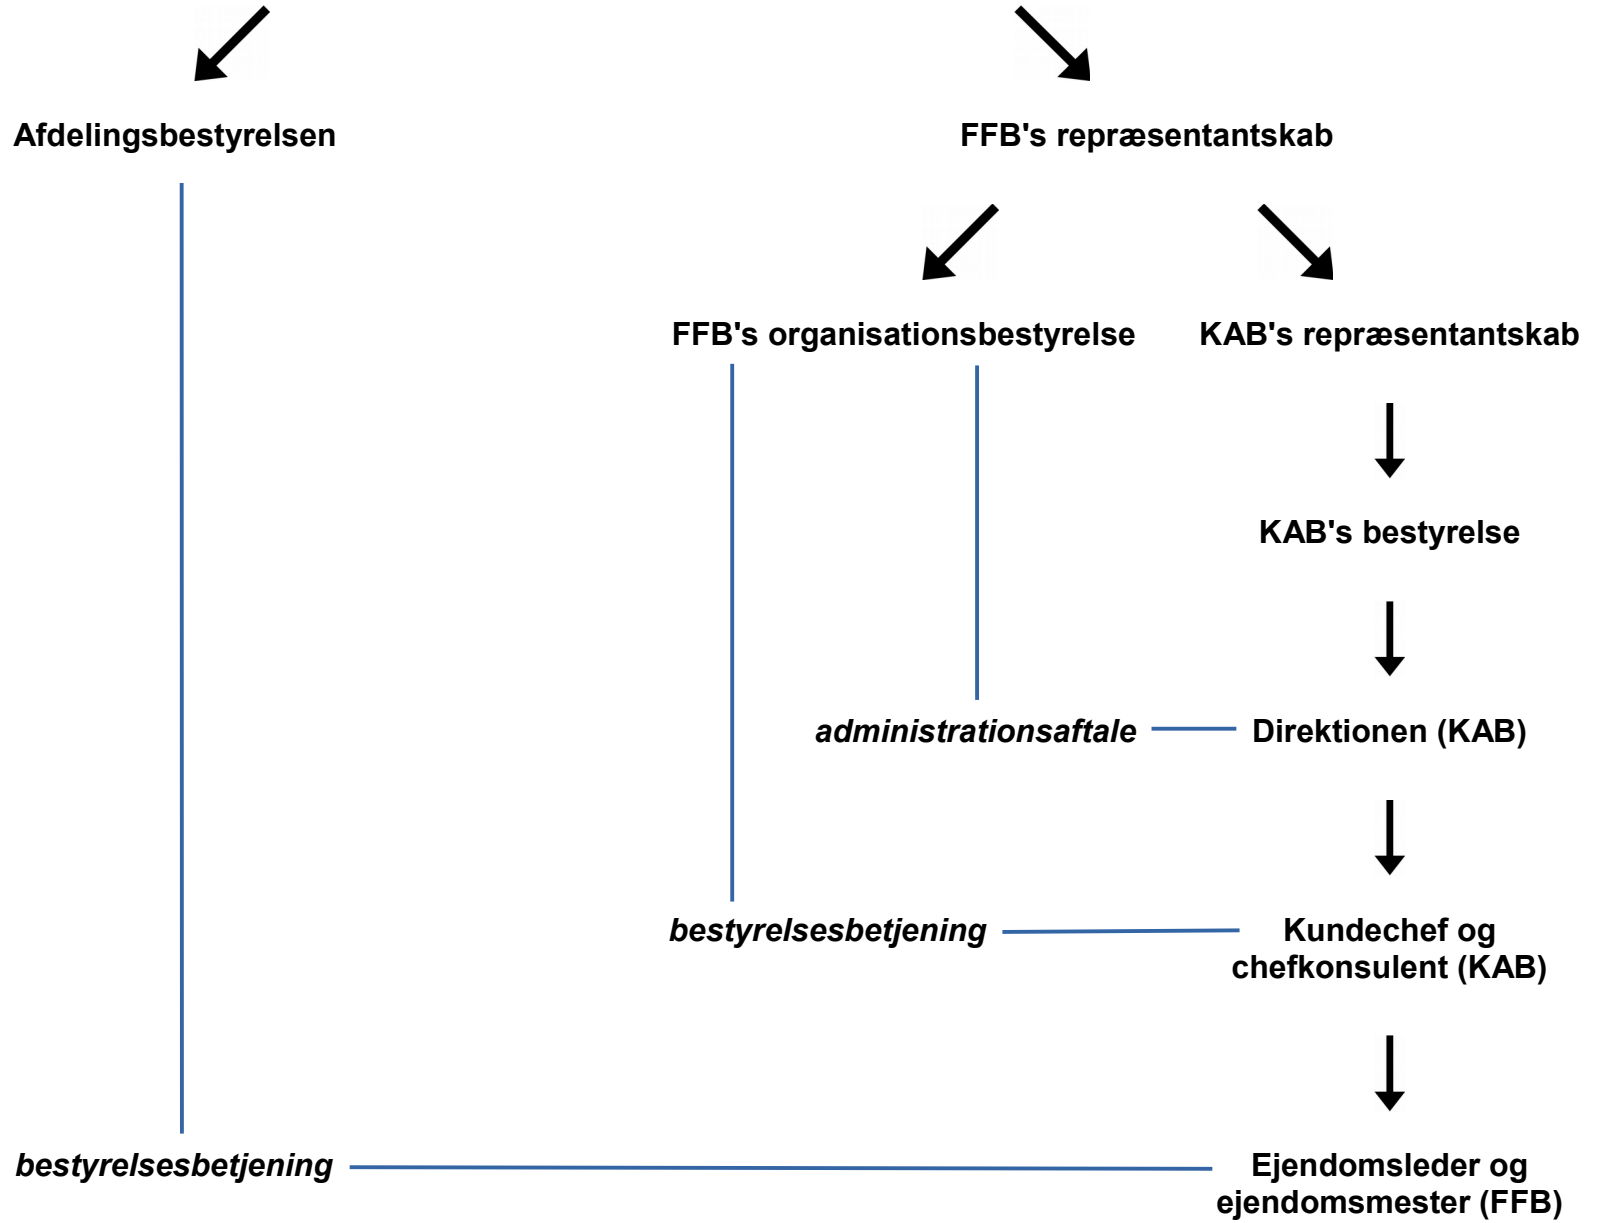 Afdelingsbestyrelsen
FFB's repræsentantskab
FFB's organisationsbestyrelse
KAB's repræsentantskab
KAB's bestyrelse
administrationsaftale
Direktionen (KAB)
bestyrelsesbetjening
Kundechef og
chefkonsulent (KAB)
bestyrelsesbetjening
Ejendomsleder og
ejendomsmester (FFB)